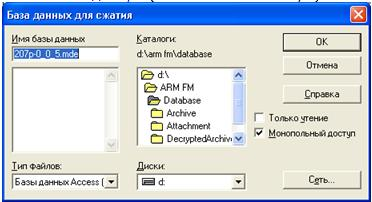 База данных для сжатия
Имя базы данных
207p-0_0_5.mde
Каталоги:
d:\arm fm\database
d:\
ARM FM
Database
Archive
Attachment
DecryptedArchive
OK
Отмена
Справка
Только чтение
Монопольный доступ
Тип файлов:
Базы данных Access (
Диски:
d:
Сеть...